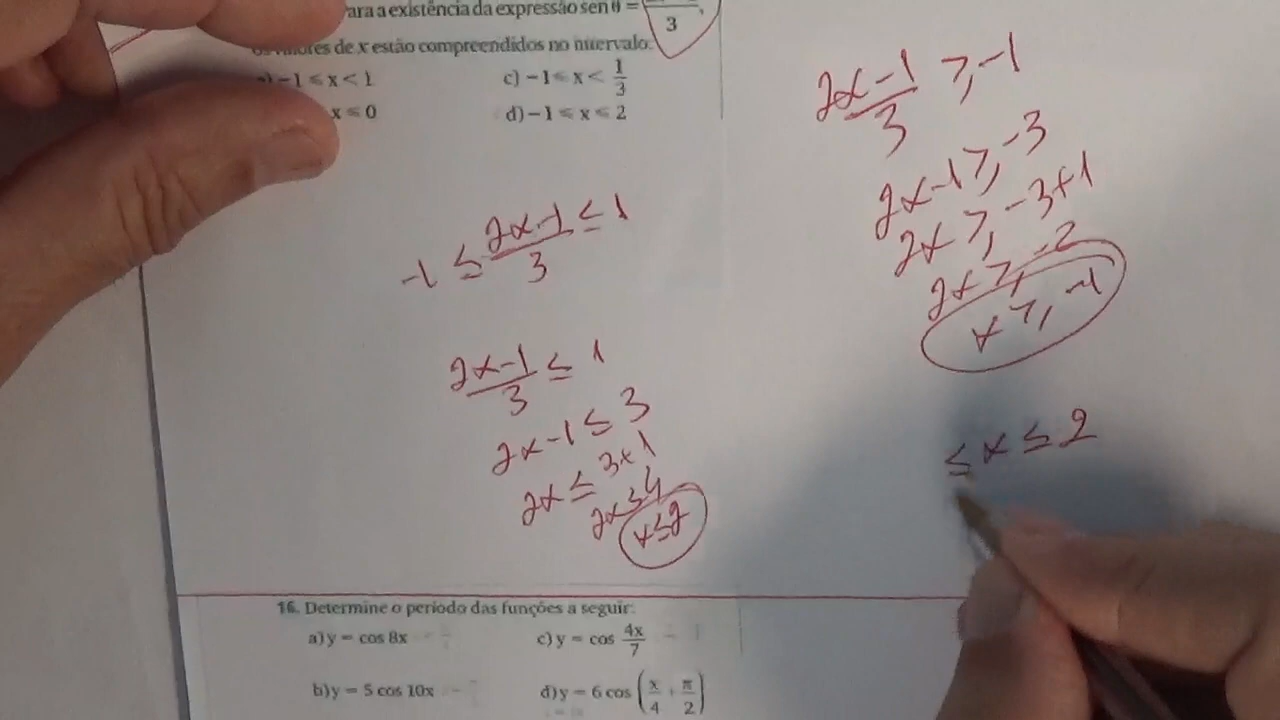 ara a existência da expressão sen θ =
3
de x estão compreendidos no intervalo:
-1 ≤ x < 1
c) -1 ≤ x < 1/3
x ≤ 0
d) -1 ≤ x ≤ 2
-1 ≤ (2x-1)/3 ≤ 1
(2x-1)/3 ≤ 1
2x-1 ≤ 3
2x ≤ 3+1
2x ≤ 4
x ≤ 2
(2x-1)/3 ≥ -1
2x-1 ≥ -3
2x ≥ -3+1
2x ≥ -2
x ≥ -1
≤ x ≤ 2
16. Determine o período das funções a seguir:
a) y = cos 8x
c) y = cos 4x/7
b) y = 5 cos 10x
d) y = 6 cos (x/4 + π/2)